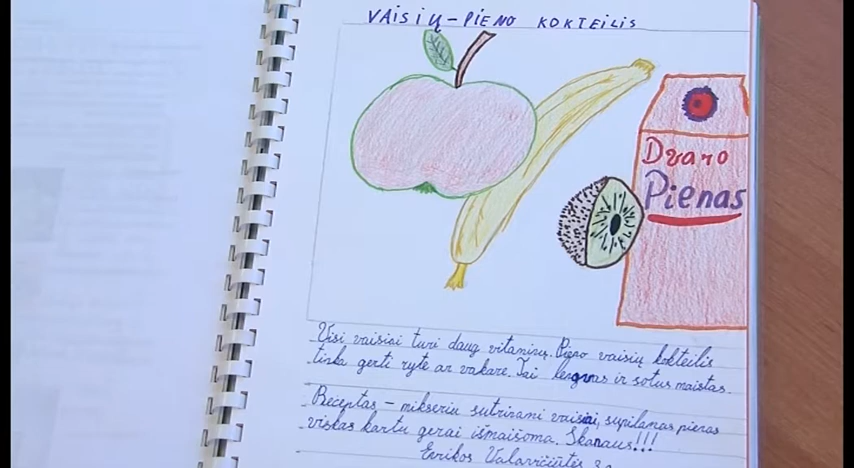 VAISIŲ-PIENO KOKTEILIS
Dvaro
Pienas
Visi vaisiai turi daug vitaminų. Pieno vaisių kokteilis
tinka gerti ryte ar vakare. Tai lengvas ir sotus maistas.
Receptas – mikseriu sutrinami vaisiai, supilamas pienas
viskas kartu gerai išmaišoma. Skanaus!!!